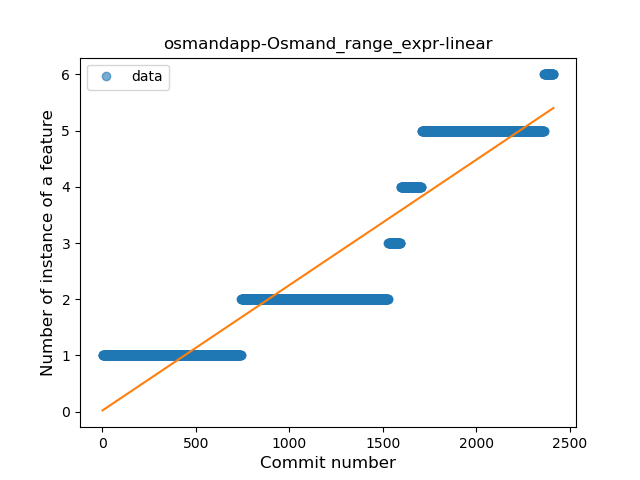 osmandapp-Osmand_range_expr-linear
data
Number of instance of a feature
6
5
4
3
2
1
0
0 500 1000 1500 2000 2500
Commit number